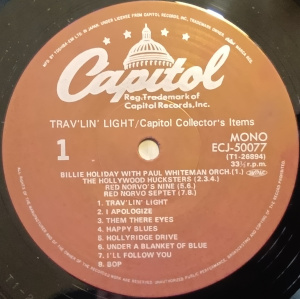 Capitol
Reg. Trademark of
Capitol Records, Inc.
TRAV'LIN' LIGHT/Capitol Collector's Items
1
MONO
ECJ-50077
(T1-26894)
33⅓ r.p.m.
BILLIE HOLIDAY WITH PAUL WHITEMAN ORCH.(1.)
THE HOLLYWOOD HUCKSTERS (2.3.4.)
RED NORVO'S NINE (5.6.)
RED NORVO SEPTET (7.8.)
1. TRAV'LIN' LIGHT
2. I APOLOGIZE
3. THEM THERE EYES
4. HAPPY BLUES
5. HOLLYRIDGE DRIVE
6. UNDER A BLANKET OF BLUE
7. I'LL FOLLOW YOU
8. BOP